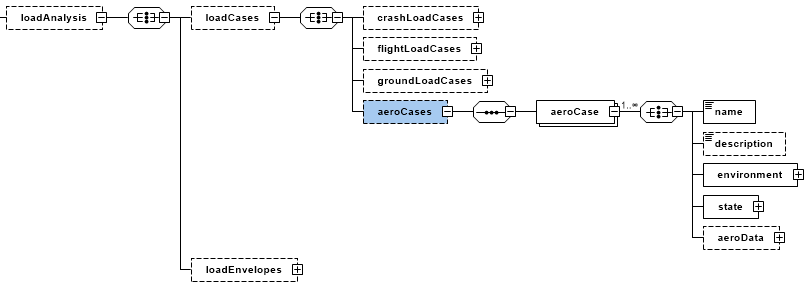 loadAnalysis
loadCases
crashLoadCases
flightLoadCases
groundLoadCases
aeroCases
aeroCase
1..∞
name
description
environment
state
aeroData
loadEnvelopes